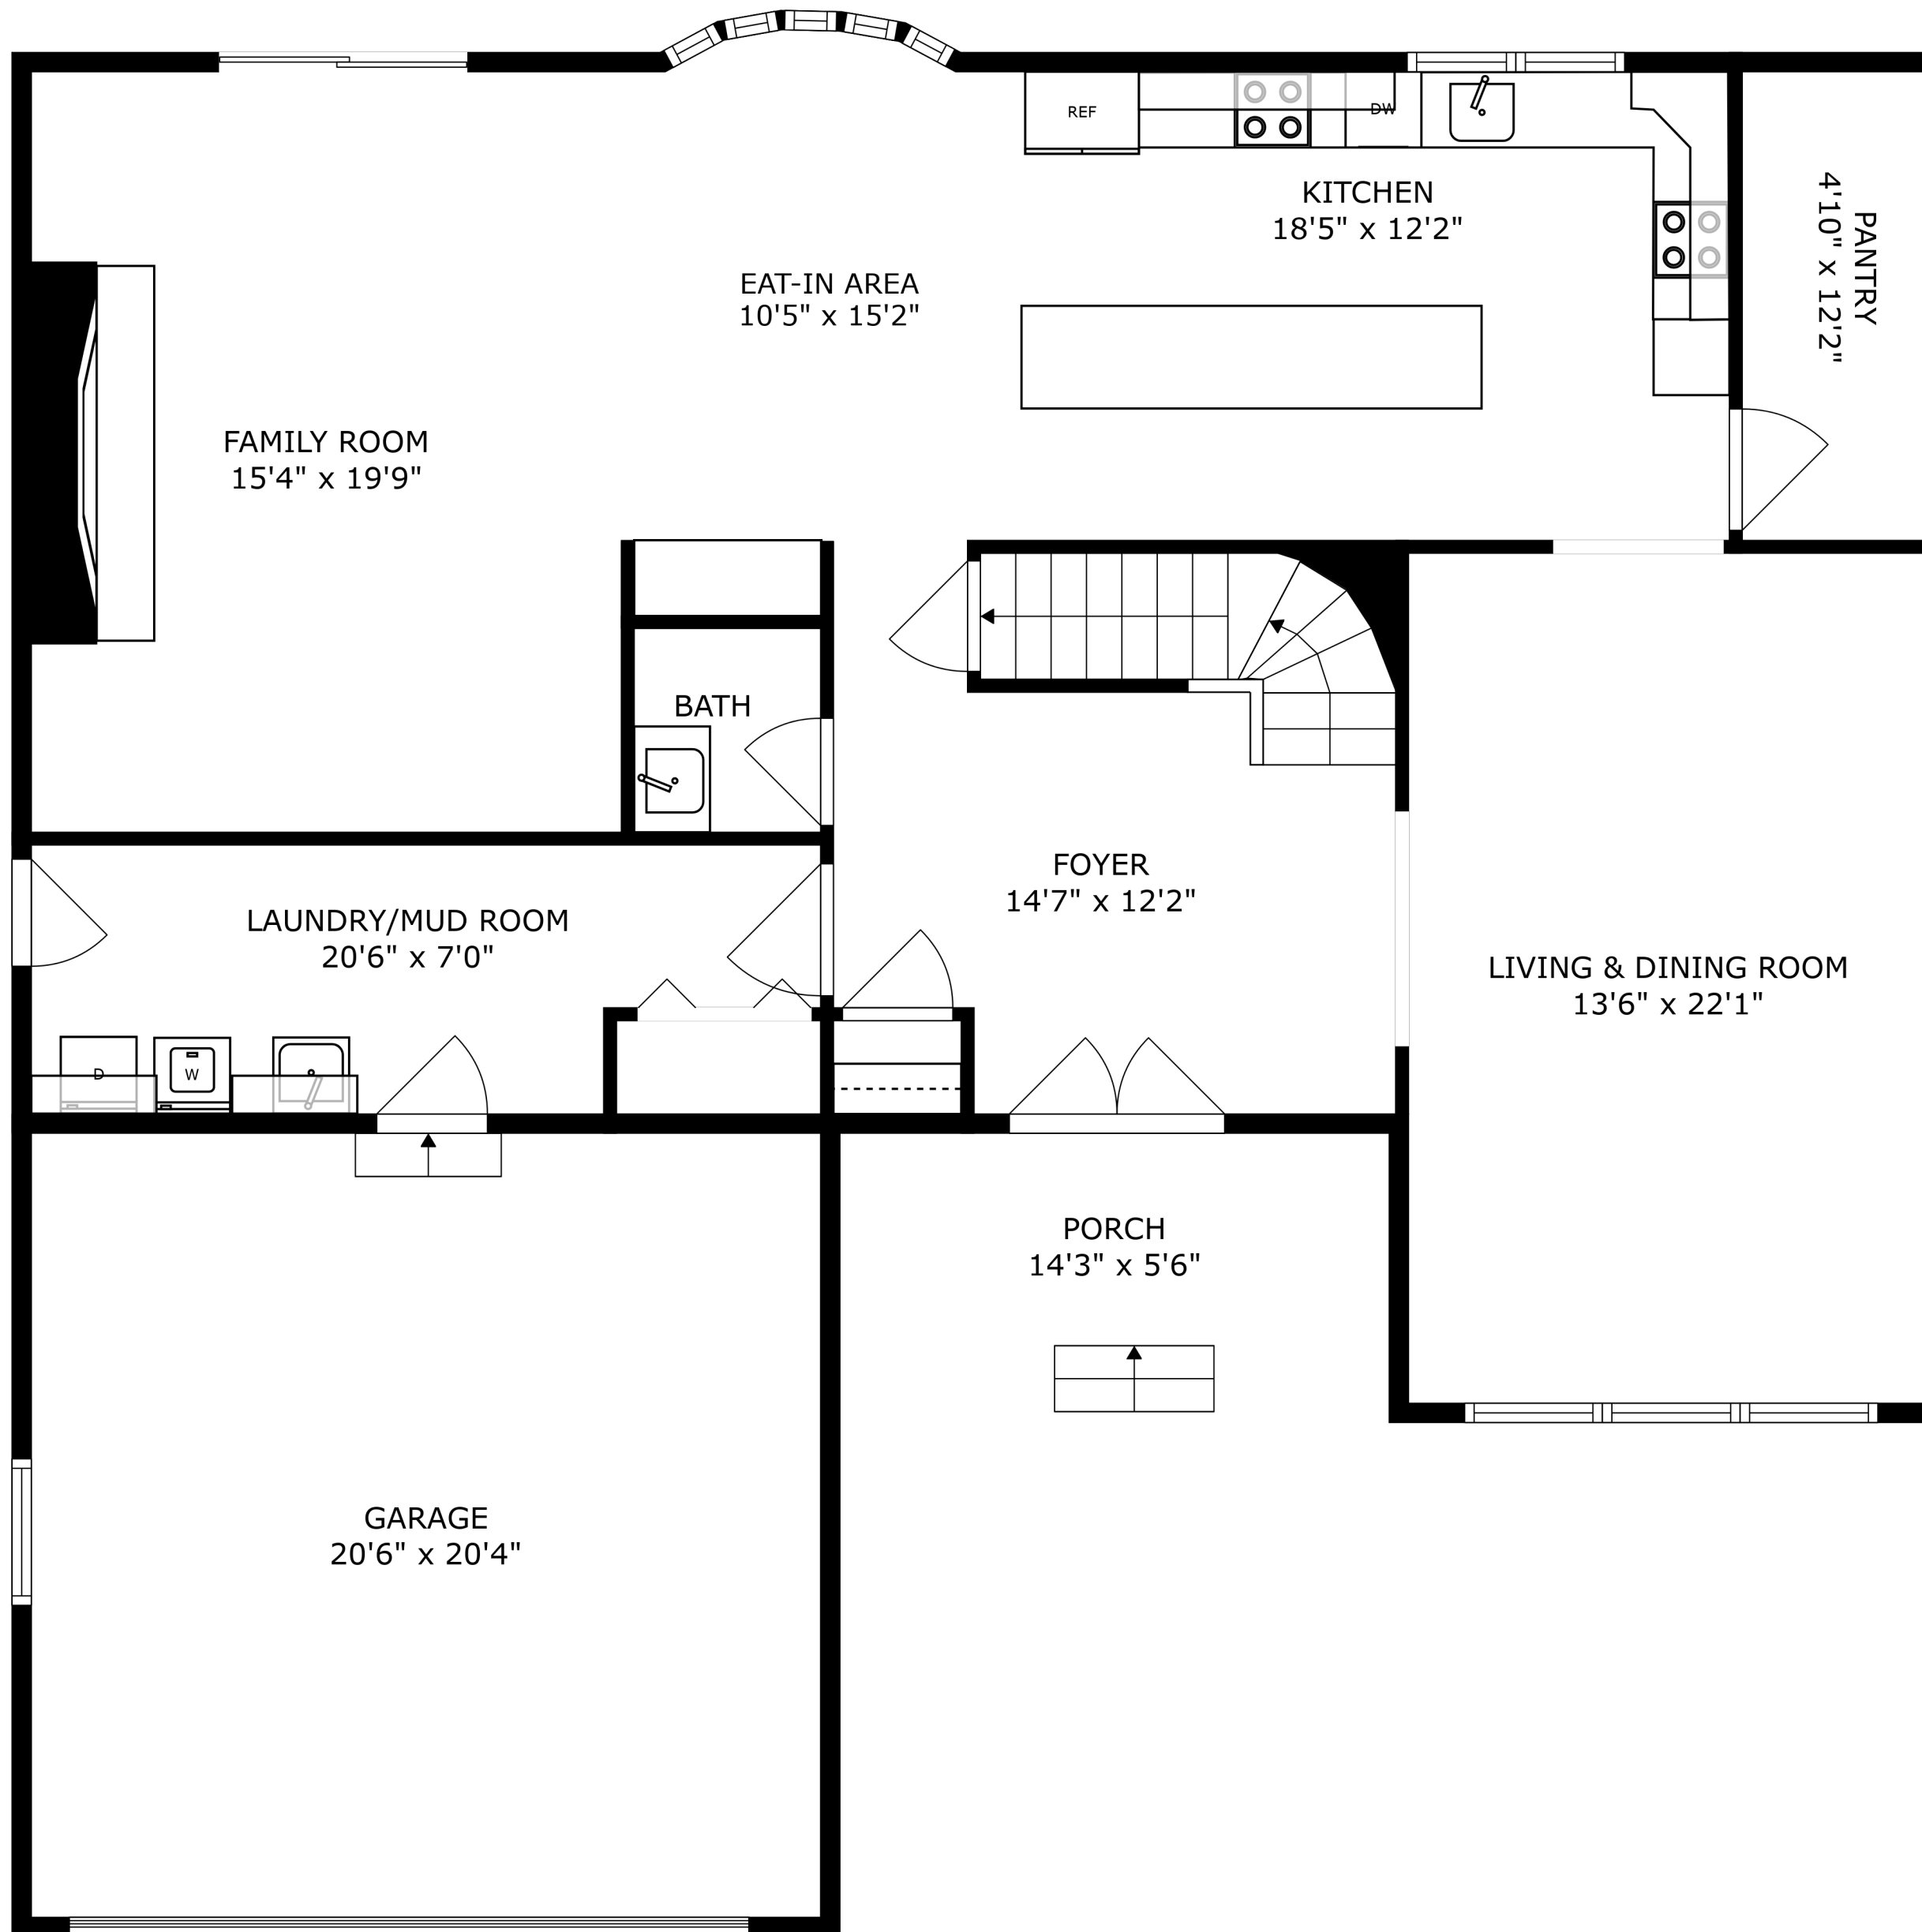 REF
DW
KITCHEN
18'5" x 12'2"
PANTRY
4'10" x 12'2"
EAT-IN AREA
10'5" x 15'2"
FAMILY ROOM
15'4" x 19'9"
BATH
FOYER
14'7" x 12'2"
LAUNDRY/MUD ROOM
20'6" x 7'0"
LIVING & DINING ROOM
13'6" x 22'1"
D
W
PORCH
14'3" x 5'6"
GARAGE
20'6" x 20'4"